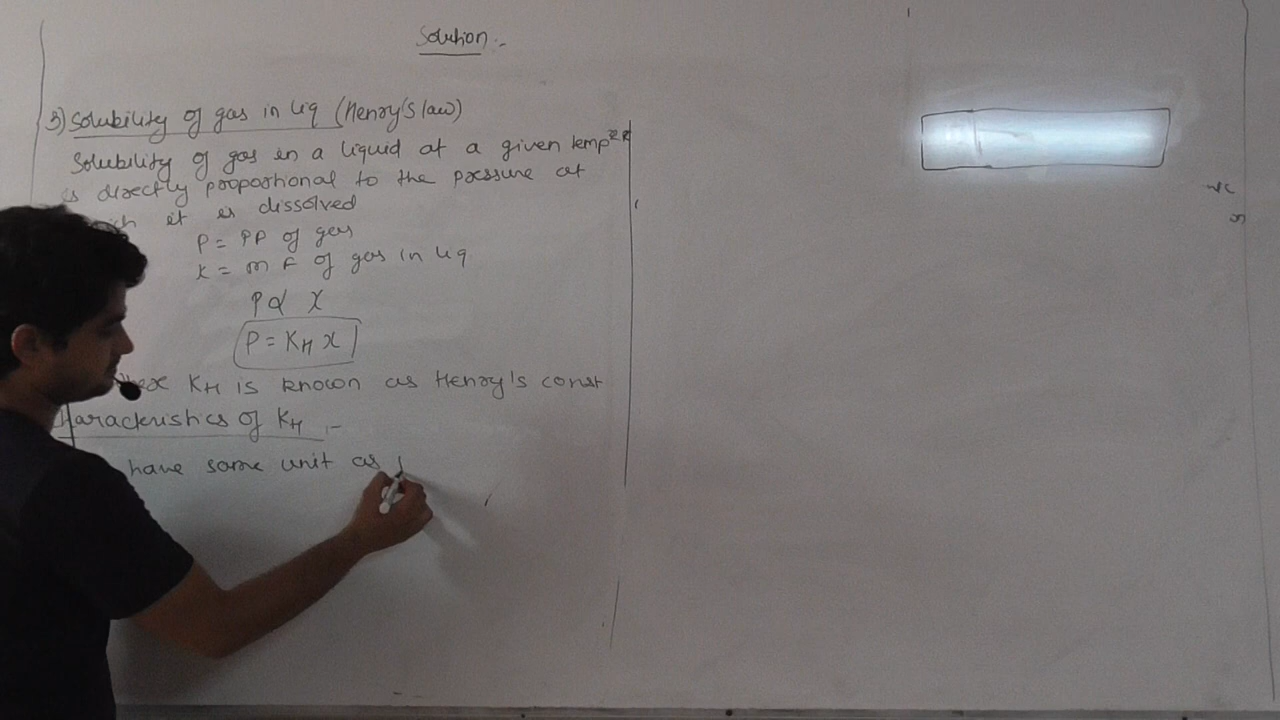 Solution :-
3) Solubility of gas in liq (Henry's law)
Solubility of gas in a liquid at a given temp
is directly proportional to the pressure at
it is dissolved
P = PP of gas
X = m F of gas in liq
P ∝ X
P = KH X
KH is known as Henry's const
haracteristics of KH :-
have same unit as